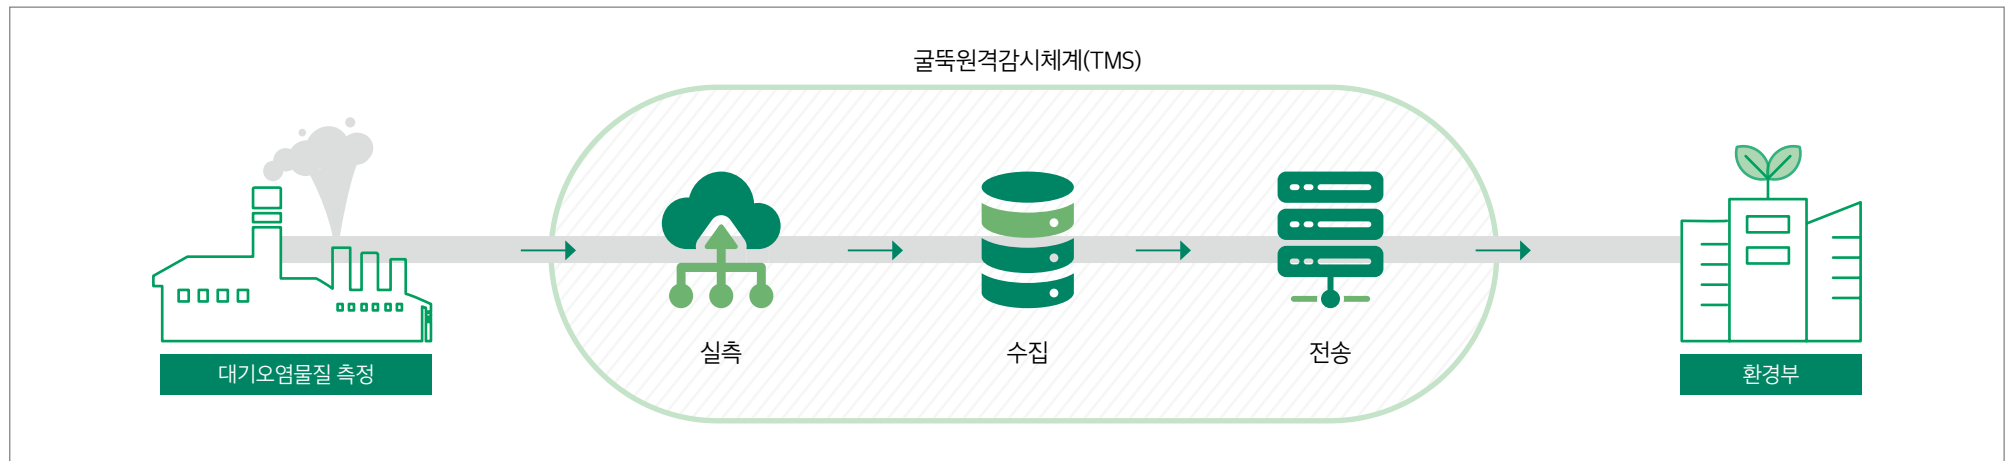 굴뚝원격감시체계(TMS)
실측
수집
전송
대기오염물질 측정
환경부